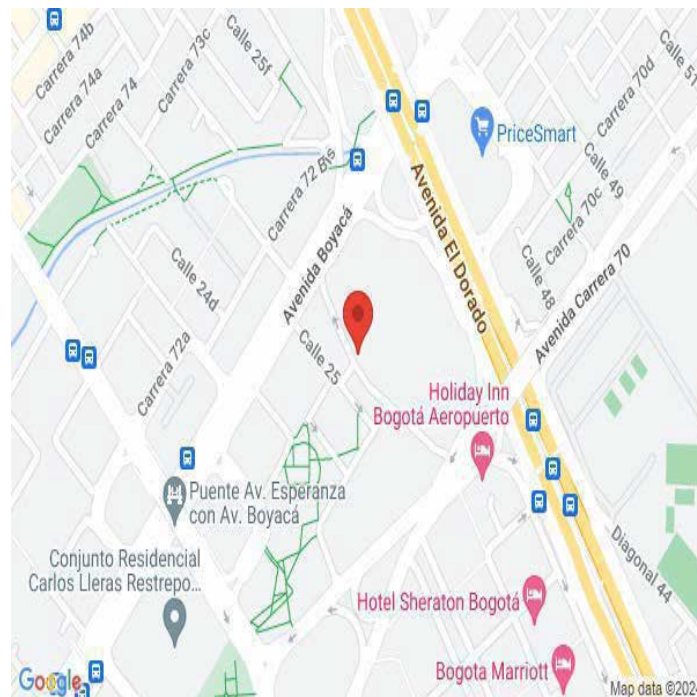 Carrera 74b
Carrera 74a
Carrera 74
Carrera 73c
Calle 25f
Carrera 72 Bis
Avenida Boyacá
Calle 24d
Carrera 72a
Calle 25
Avenida El Dorado
PriceSmart
Carrera 70d
Calle 49
Carrera 70c
Calle 48
Avenida Carrera 70
Holiday Inn
Bogotá Aeropuerto
Puente Av. Esperanza
con Av. Boyacá
Conjunto Residencial
Carlos Lleras Restrepo...
Hotel Sheraton Bogotá
Bogota Marriott
Diagonal 44
Google
Map data ©202